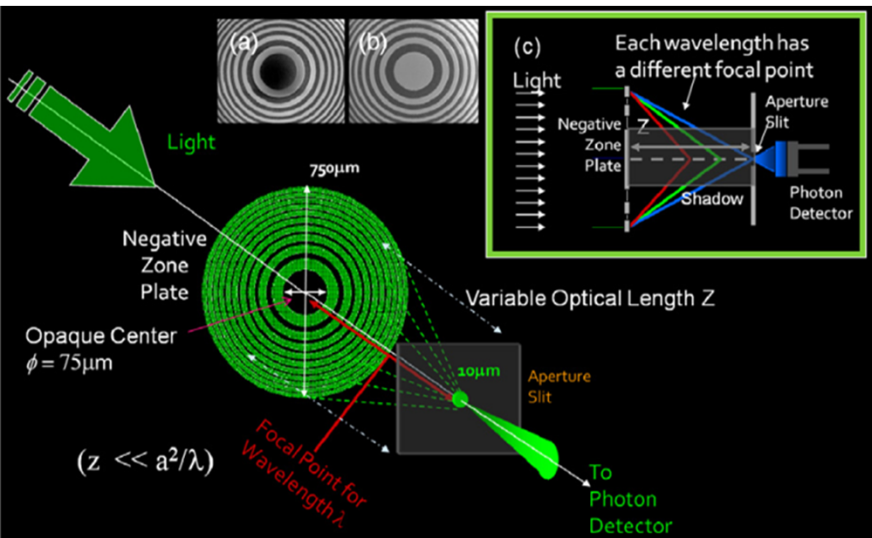 (a)
(b)
(c)
Each wavelength has
a different focal point
Light
Aperture
Slit
Negative
Zone
Plate
Z
Shadow
Photon
Detector
Light
750μm
Negative
Zone
Plate
Opaque Center
ϕ = 75μm
Variable Optical Length Z
10μm
Aperture
Slit
Focal Point for
Wavelength λ
(z << a²/λ)
To
Photon
Detector